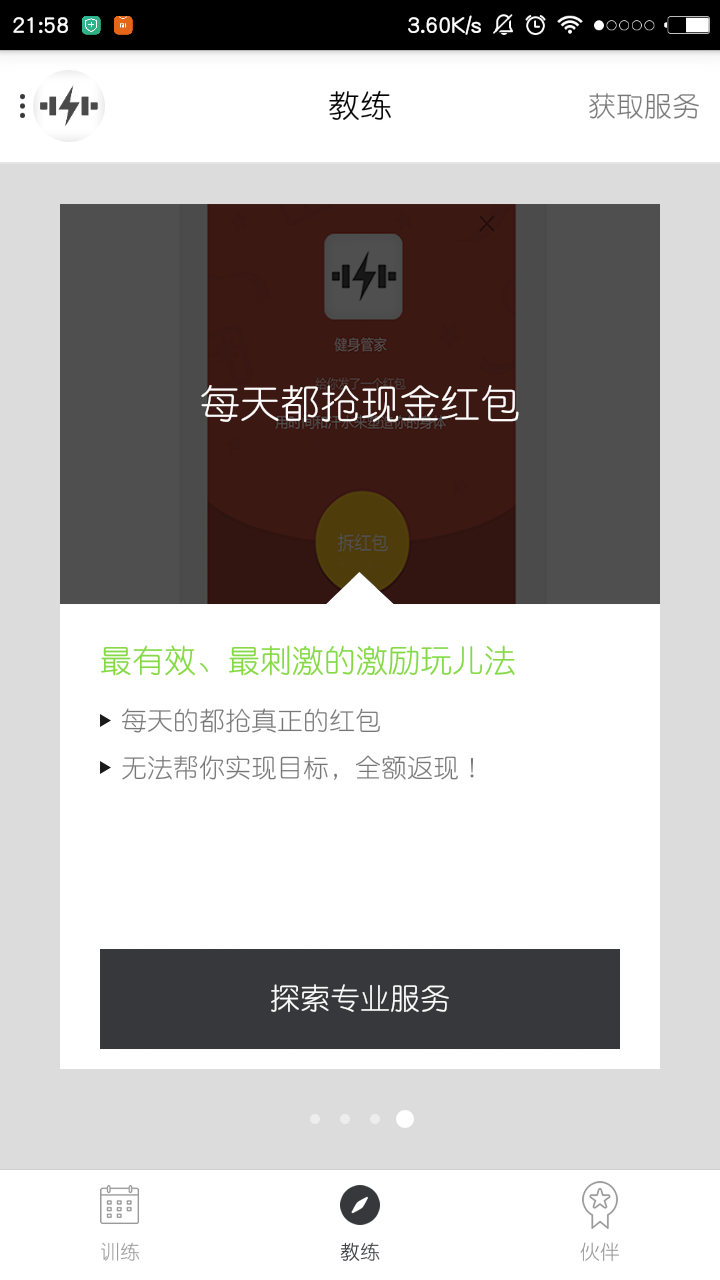 21:58
3.60K/s
教练
获取服务
健身管家
给你发了一个红包
每天都抢现金红包
用时间和汗水来塑造你的身体
拆红包
最有效、最刺激的激励玩儿法
每天的都抢真正的红包
无法帮你实现目标，全额返现！
探索专业服务
训练
教练
伙伴